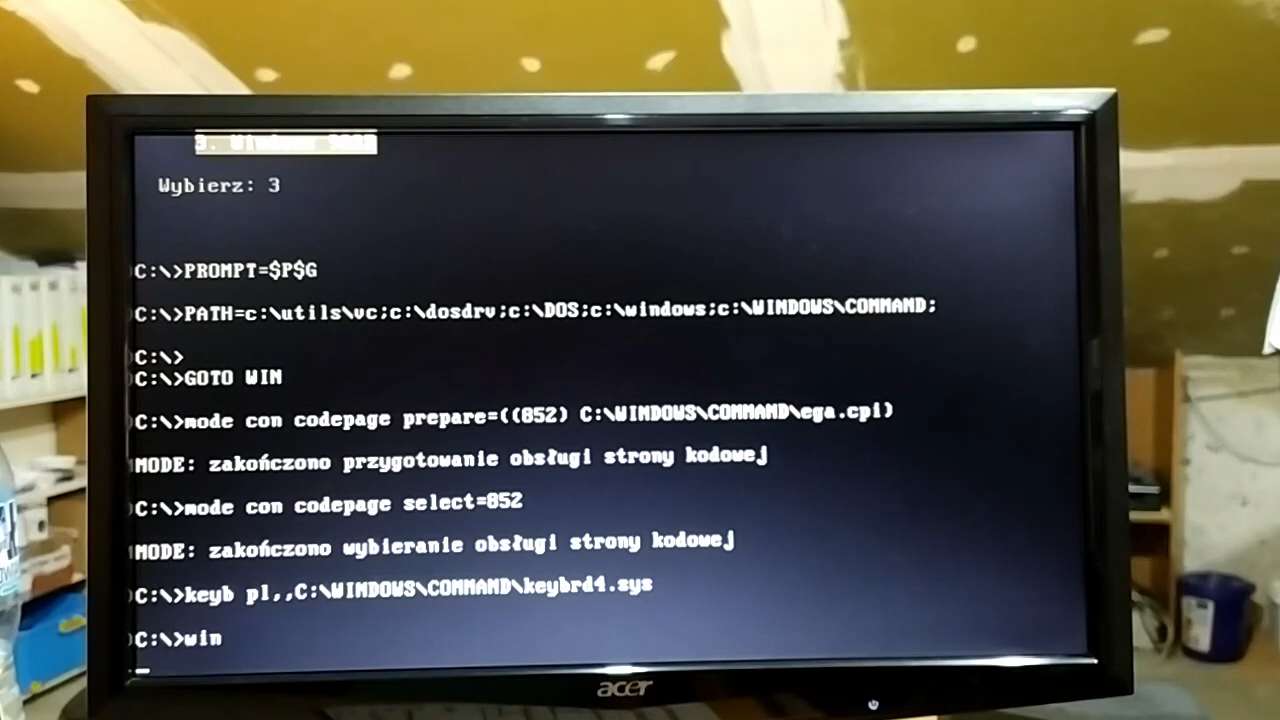 3. Windows
Wybierz: 3
C:\>PROMPT=$P$G
C:\>PATH=c:\utils\vc;c:\dosdrv;c:\DOS;c:\windows;c:\WINDOWS\COMMAND;
C:\>
C:\>GOTO WIN
C:\>mode con codepage prepare=((852) C:\WINDOWS\COMMAND\ega.cpi)
MODE: zakończono przygotowanie obsługi strony kodowej
C:\>mode con codepage select=852
MODE: zakończono wybieranie obsługi strony kodowej
C:\>keyb pl,,C:\WINDOWS\COMMAND\keybrd4.sys
C:\>win
acer